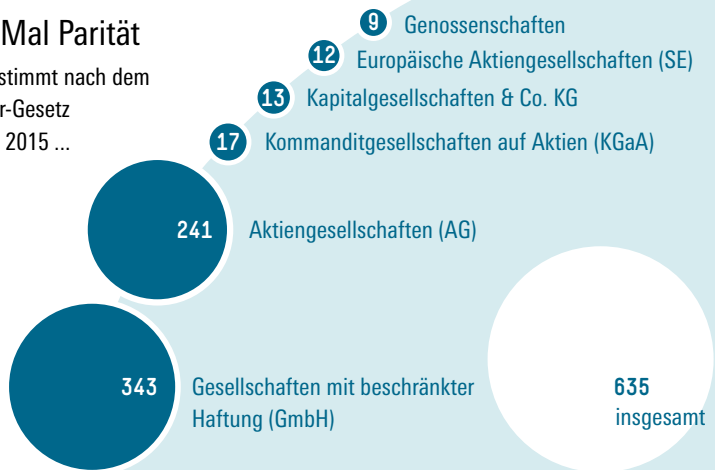 Mal Parität
stimmt nach dem
r-Gesetz
2015 ...
9 Genossenschaften
12 Europäische Aktiengesellschaften (SE)
13 Kapitalgesellschaften & Co. KG
17 Kommanditgesellschaften auf Aktien (KGaA)
241 Aktiengesellschaften (AG)
343 Gesellschaften mit beschränkter
Haftung (GmbH)
635
insgesamt